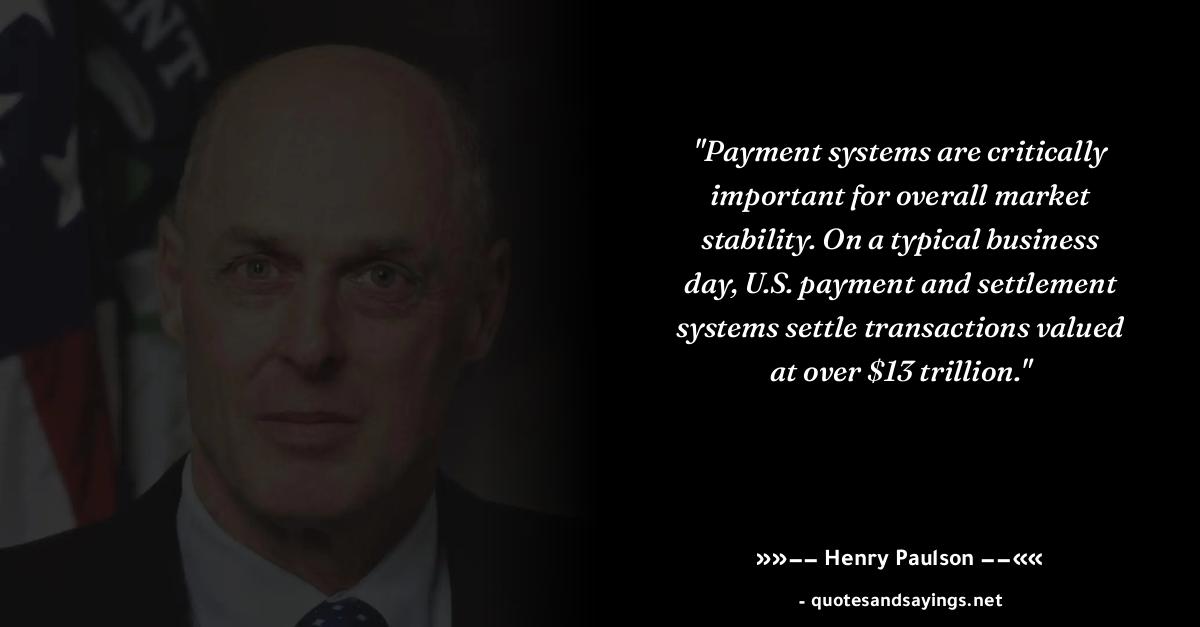 NT
"Payment systems are critically
important for overall market
stability. On a typical business
day, U.S. payment and settlement
systems settle transactions valued
at over $13 trillion."
»»−− Henry Paulson −−««
- quotesandsayings.net